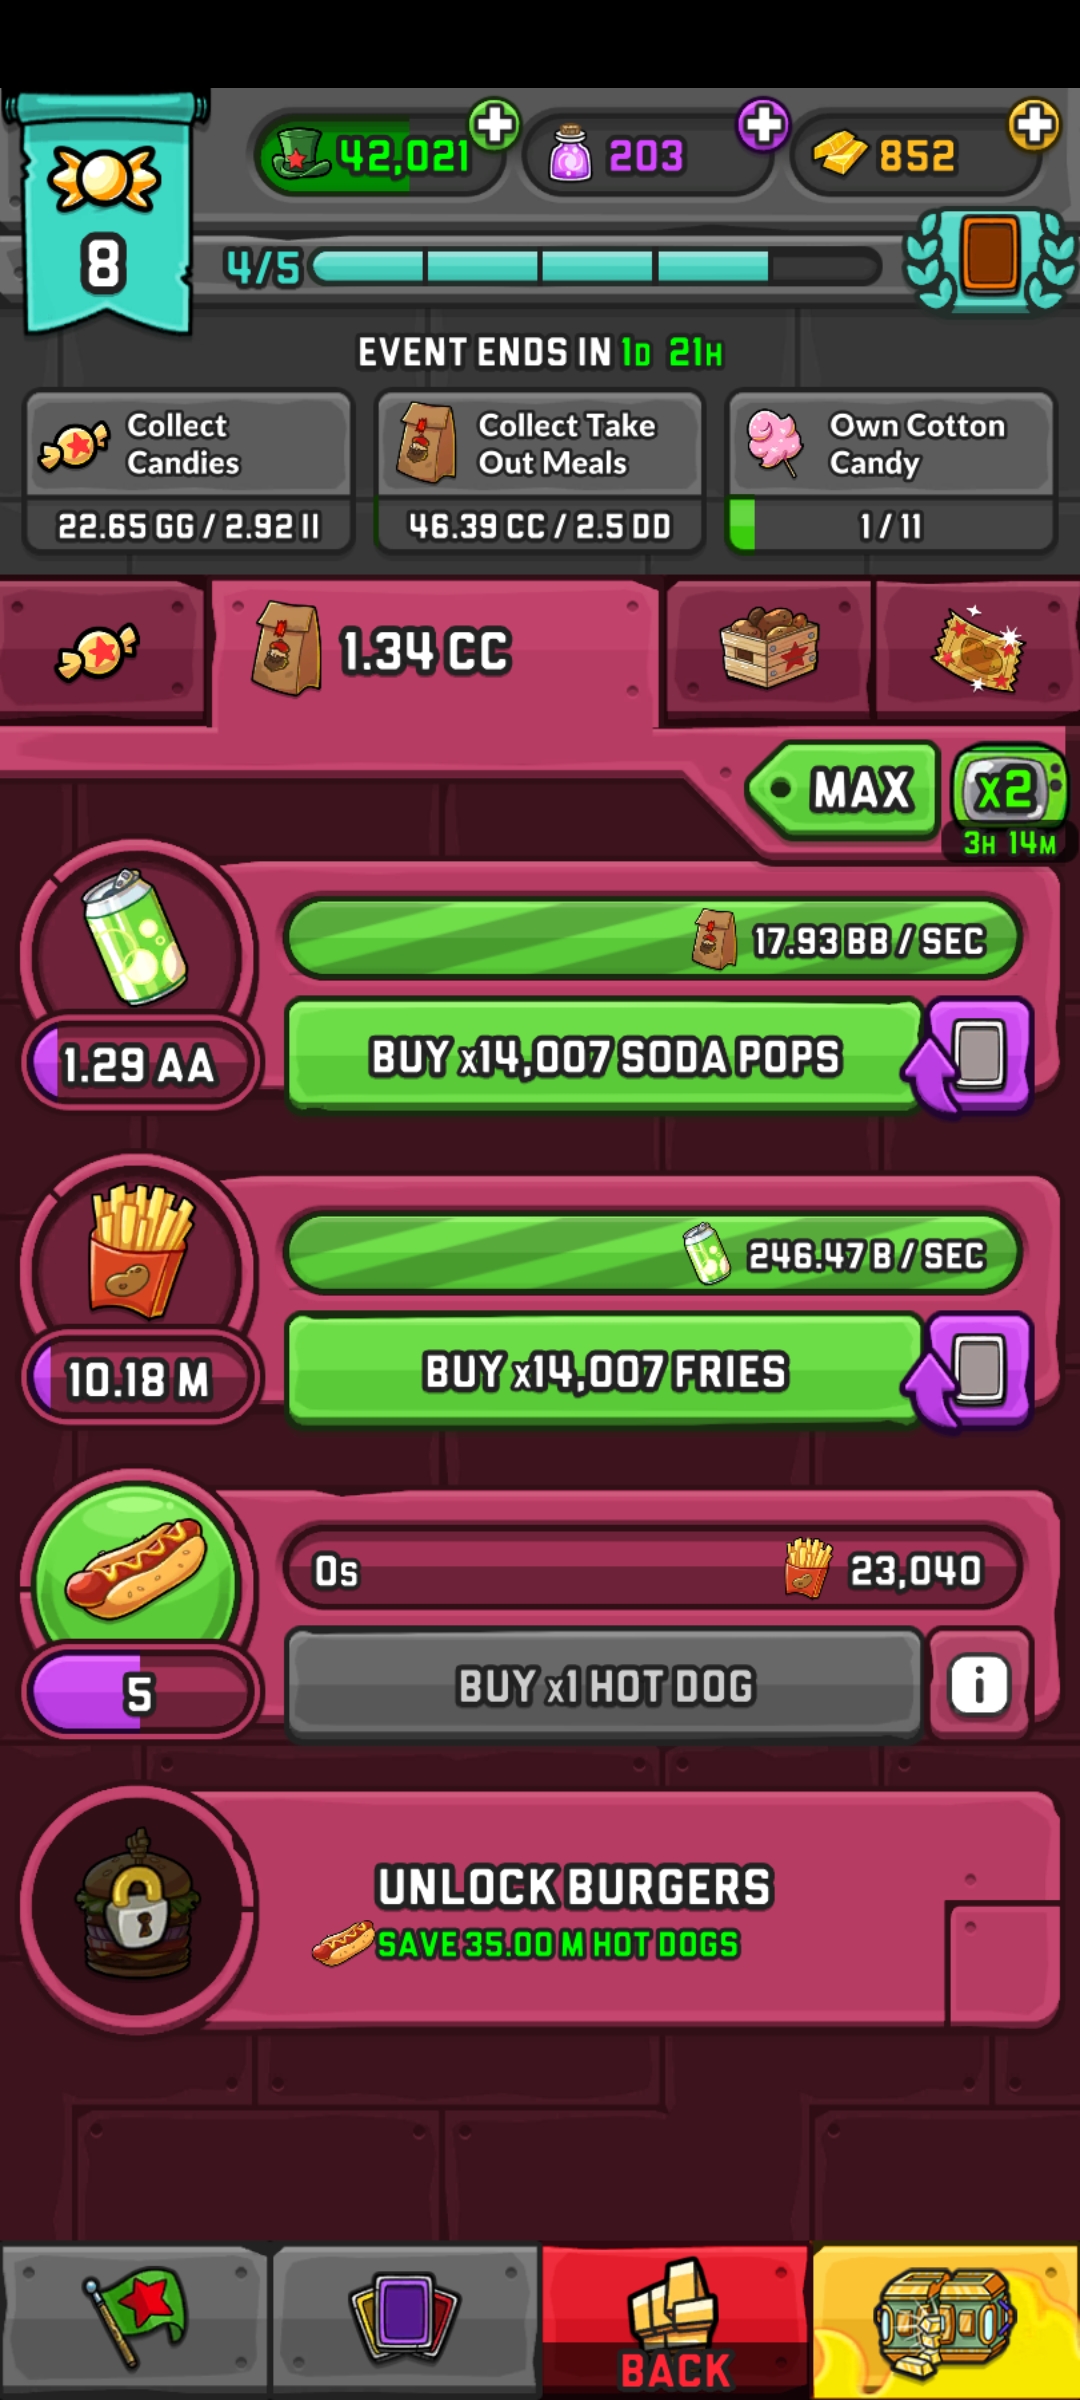 42,021
203
852
8
4/5
EVENT ENDS IN 1D 21H
Collect
Candies
22.65 GG / 2.92 II
Collect Take
Out Meals
46.39 CC / 2.5 DD
Own Cotton
Candy
1 / 11
1.34 CC
MAX
x2
3H 14M
17.93 BB / SEC
1.29 AA
BUY x14,007 SODA POPS
246.47 B / SEC
10.18 M
BUY x14,007 FRIES
0s
23,040
5
BUY x1 HOT DOG
i
UNLOCK BURGERS
SAVE 35.00 M HOT DOGS
BACK